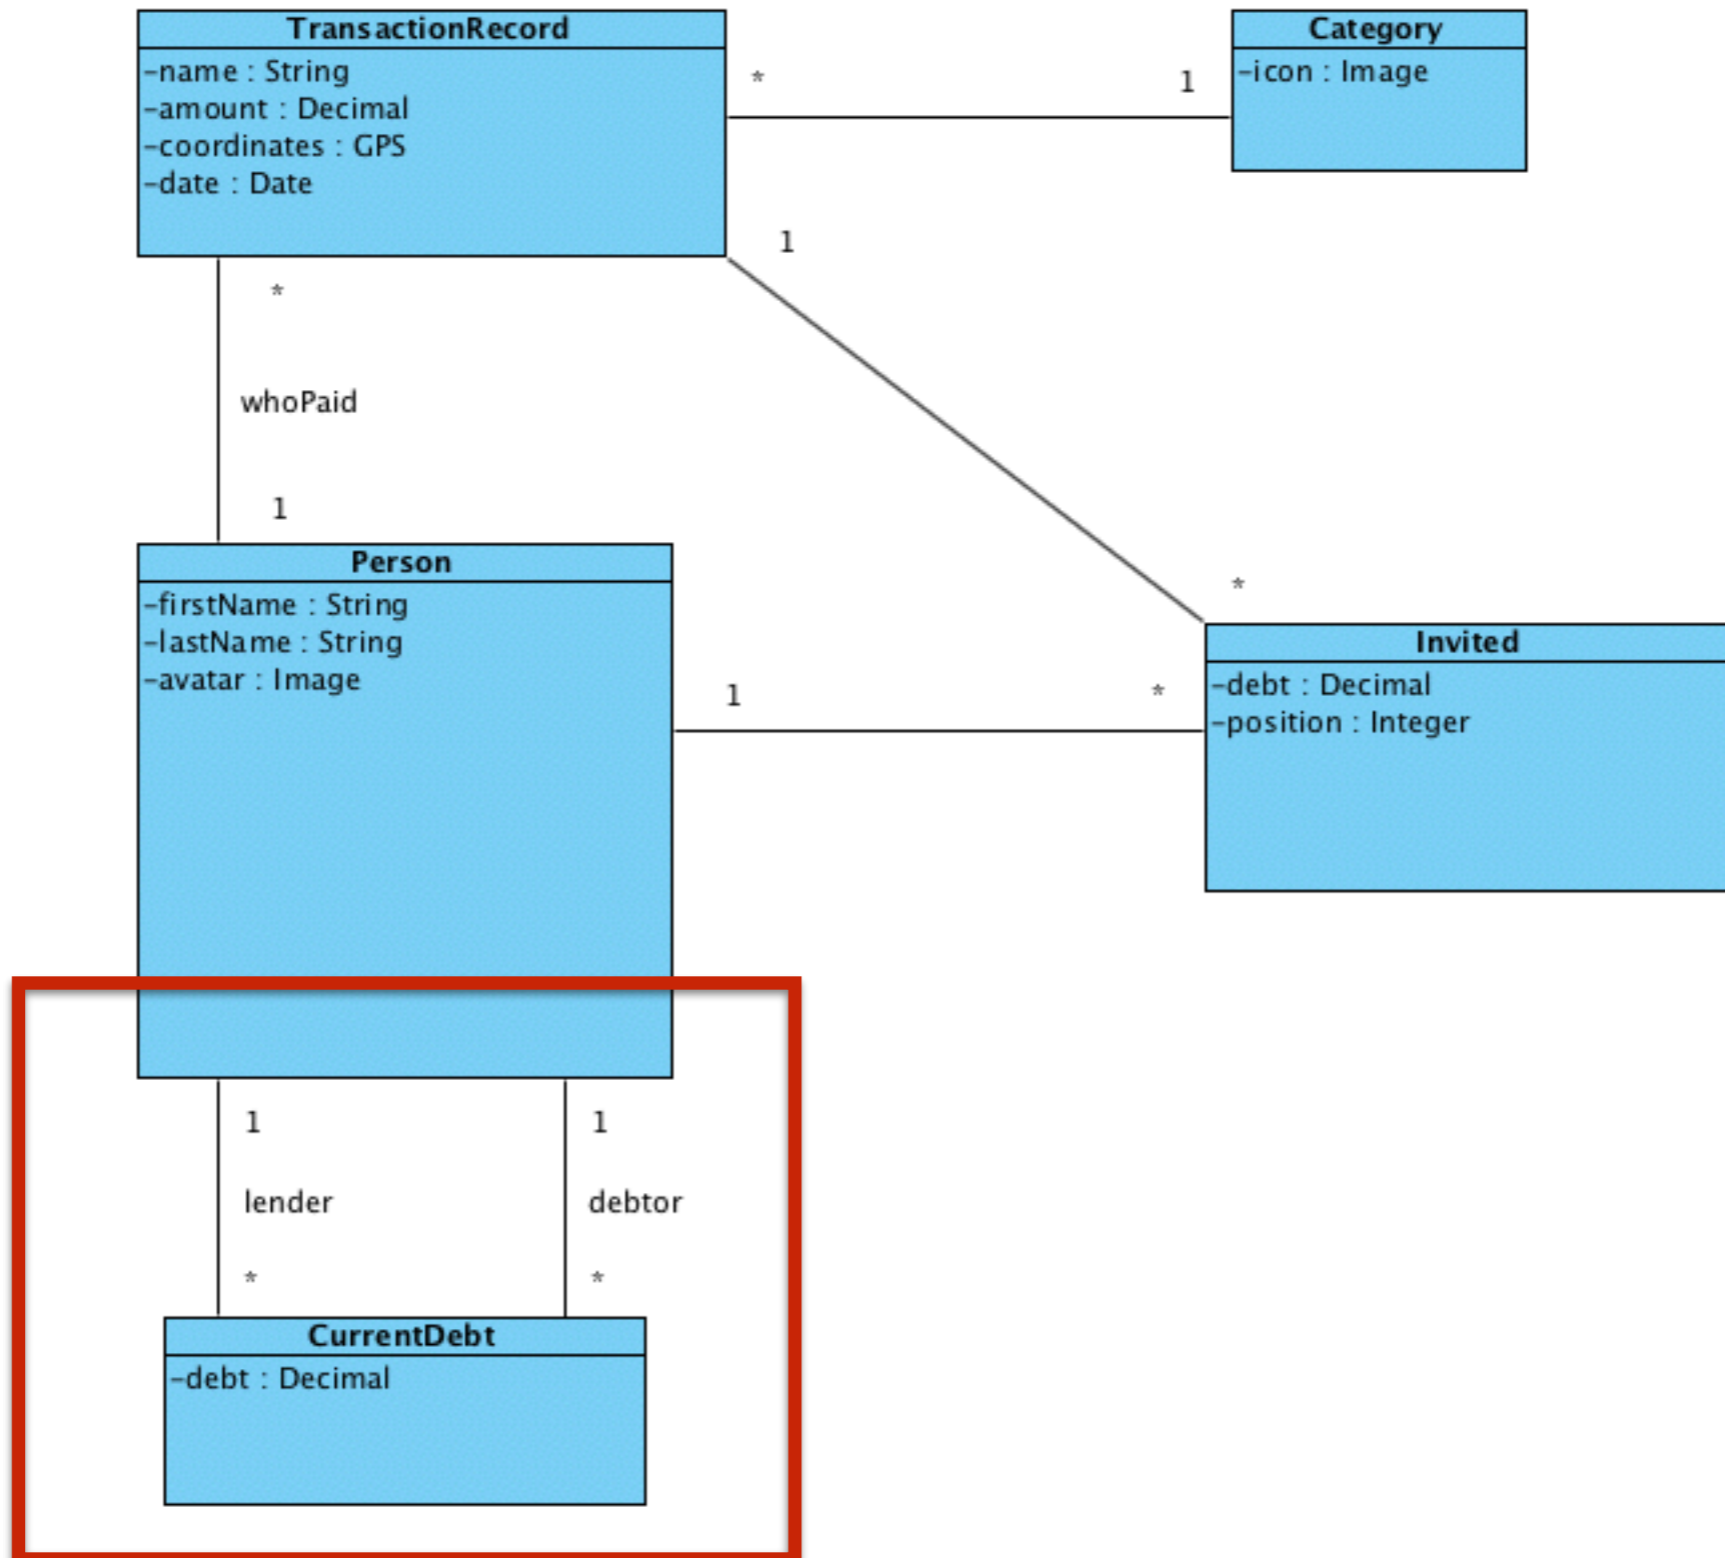 TransactionRecord
-name : String
-amount : Decimal
-coordinates : GPS
-date : Date
*
1
Category
-icon : Image
1
*
whoPaid
1
*
Person
-firstName : String
-lastName : String
-avatar : Image
1
*
Invited
-debt : Decimal
-position : Integer
1
1
lender
debtor
*
*
CurrentDebt
-debt : Decimal